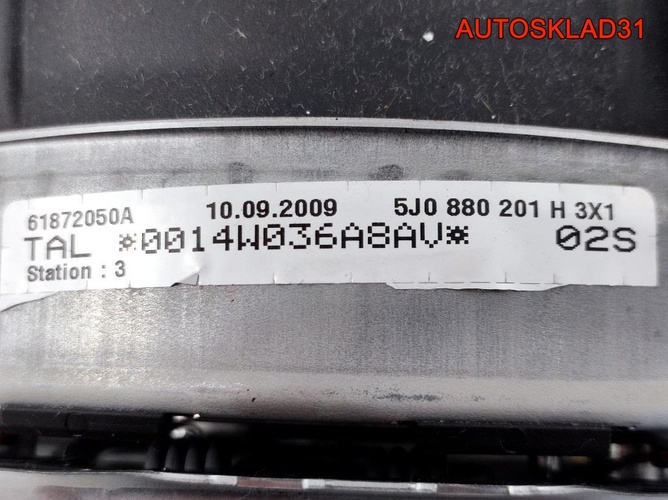 AUTOSKLAD31
61872050A 10.09.2009 5J0 880 201 H 3X1
TAL *0014W036A8AV* 02S
Station : 3